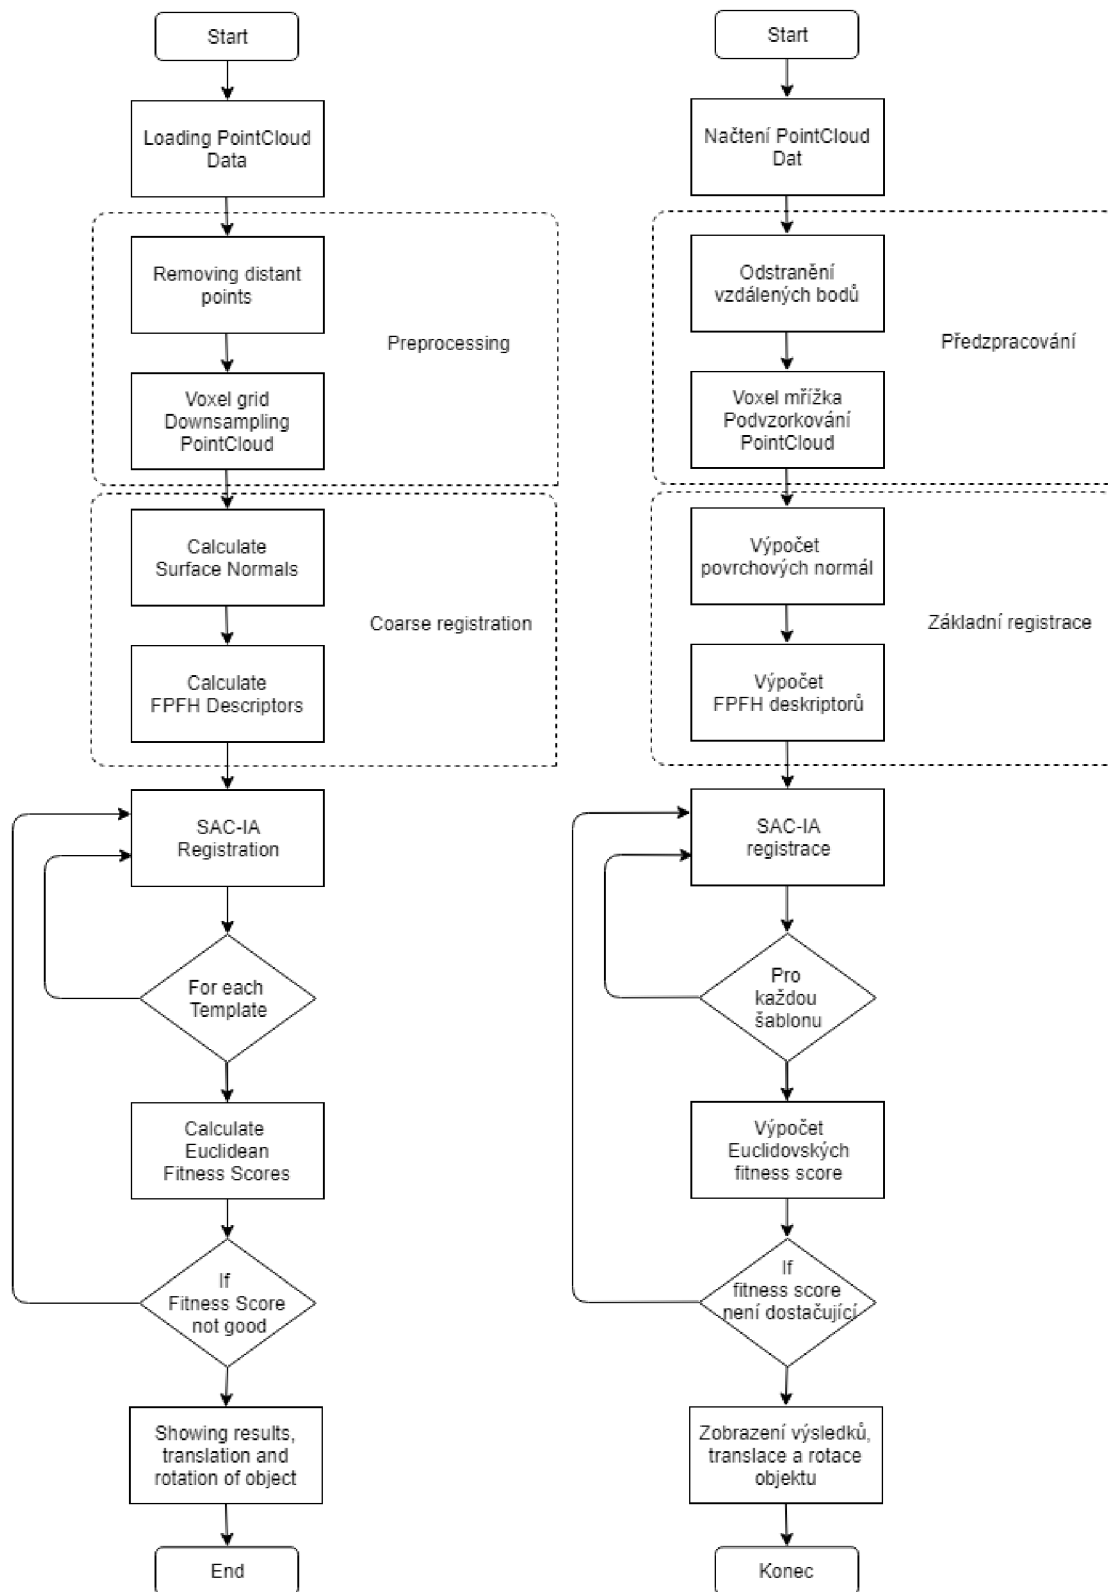 Start
Loading PointCloud
Data
Removing distant
points
Preprocessing
Voxel grid
Downsampling
PointCloud
Calculate
Surface Normals
Coarse registration
Calculate
FPFH Descriptors
SAC-IA
Registration
For each
Template
Calculate
Euclidean
Fitness Scores
If
Fitness Score
not good
Showing results,
translation and
rotation of object
End
Start
Načtení PointCloud
Dat
Odstranění
vzdálených bodů
Předzpracování
Voxel mřížka
Podvzorkování
PointCloud
Výpočet
povrchových normál
Základní registrace
Výpočet
FPFH deskriptorů
SAC-IA
registrace
Pro
každou
šablonu
Výpočet
Euclidovských
fitness score
If
fitness score
není dostačující
Zobrazení výsledků,
translace a rotace
objektu
Konec